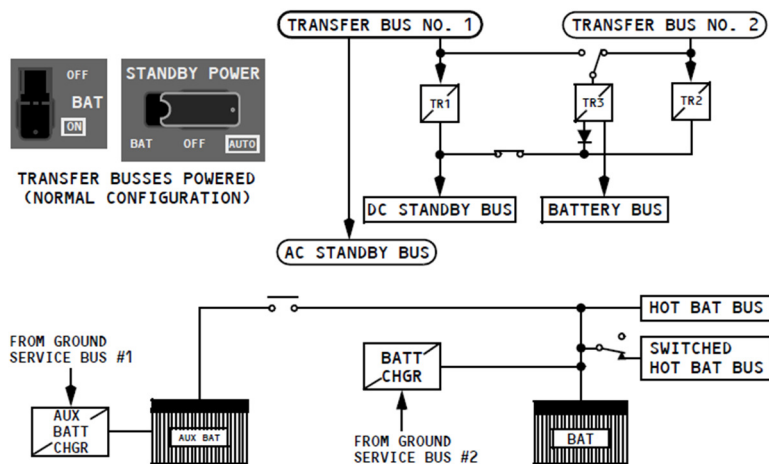 TRANSFER BUS NO. 1
TRANSFER BUS NO. 2
OFF
BAT
ON
STANDBY POWER
BAT OFF AUTO
TRANSFER BUSSES POWERED
(NORMAL CONFIGURATION)
TR1
TR3
TR2
DC STANDBY BUS
BATTERY BUS
AC STANDBY BUS
HOT BAT BUS
SWITCHED
HOT BAT BUS
FROM GROUND
SERVICE BUS #1
BATT
CHGR
AUX
BATT
CHGR
AUX BAT
FROM GROUND
SERVICE BUS #2
BAT